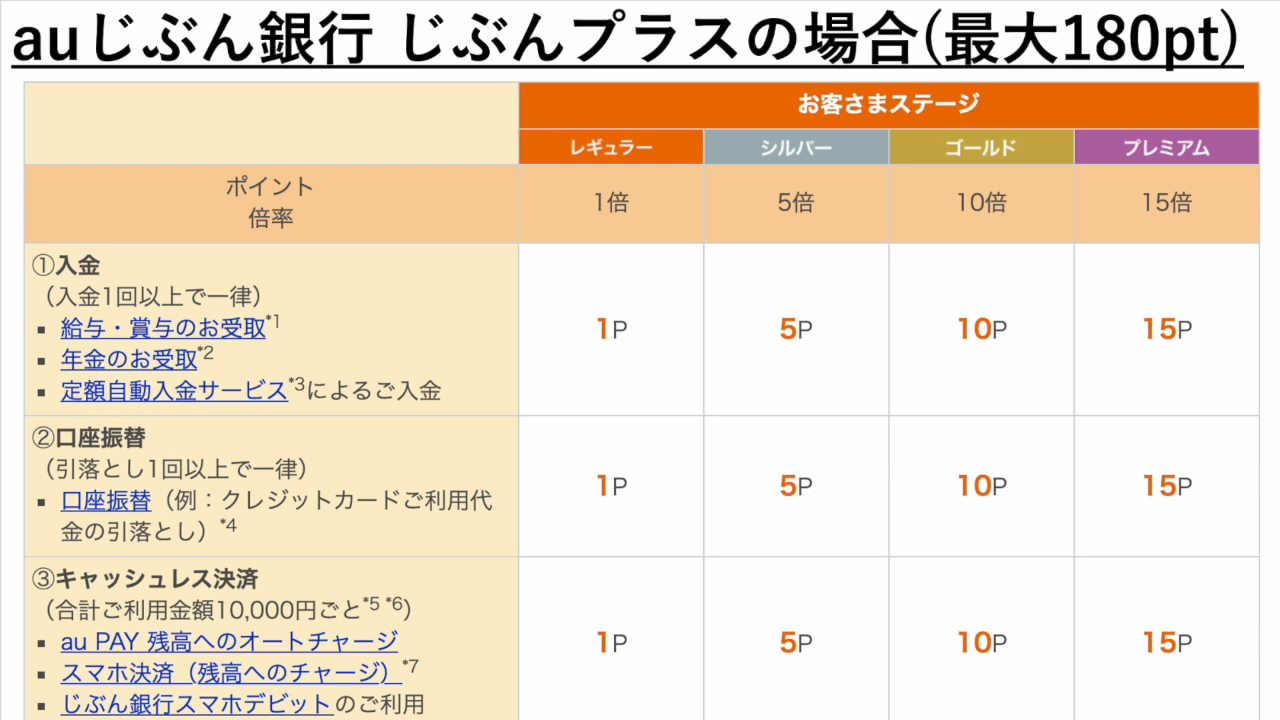 auじぶん銀行 じぶんプラスの場合(最大180pt)
お客さまステージ
レギュラー シルバー ゴールド プレミアム
ポイント
倍率
1倍 5倍 10倍 15倍
①入金
（入金1回以上で一律）
▪ 給与・賞与のお受取*1
▪ 年金のお受取*2
▪ 定額自動入金サービス*3によるご入金
1P 5P 10P 15P
②口座振替
（引落とし1回以上で一律）
▪ 口座振替（例：クレジットカードご利用代
金の引落とし）*4
1P 5P 10P 15P
③キャッシュレス決済
（合計ご利用金額10,000円ごと*5 *6）
▪ au PAY 残高へのオートチャージ
▪ スマホ決済（残高へのチャージ）*7
▪ じぶん銀行スマホデビットのご利用
1P 5P 10P 15P